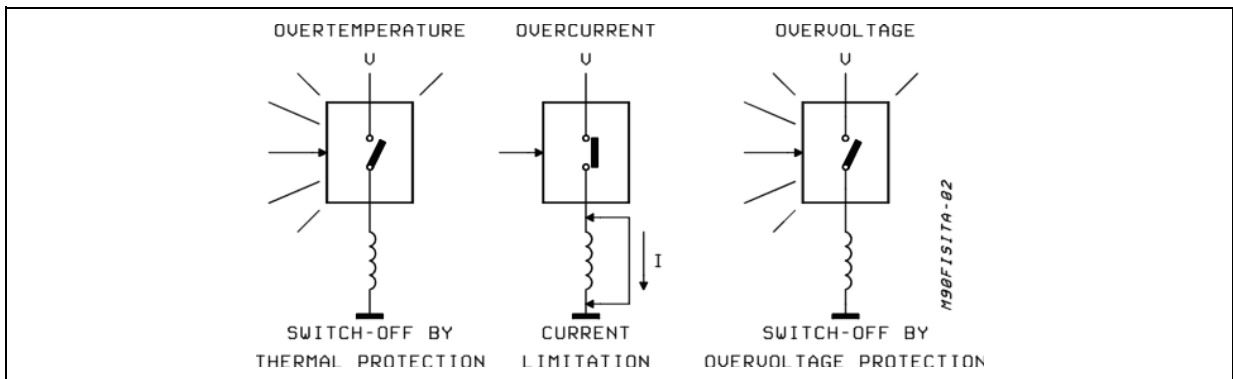 OVERTEMPERATURE
V
SWITCH-OFF BY
THERMAL PROTECTION
OVERCURRENT
V
I
CURRENT
LIMITATION
OVERVOLTAGE
V
SWITCH-OFF BY
OVERVOLTAGE PROTECTION
M90FISITA-02